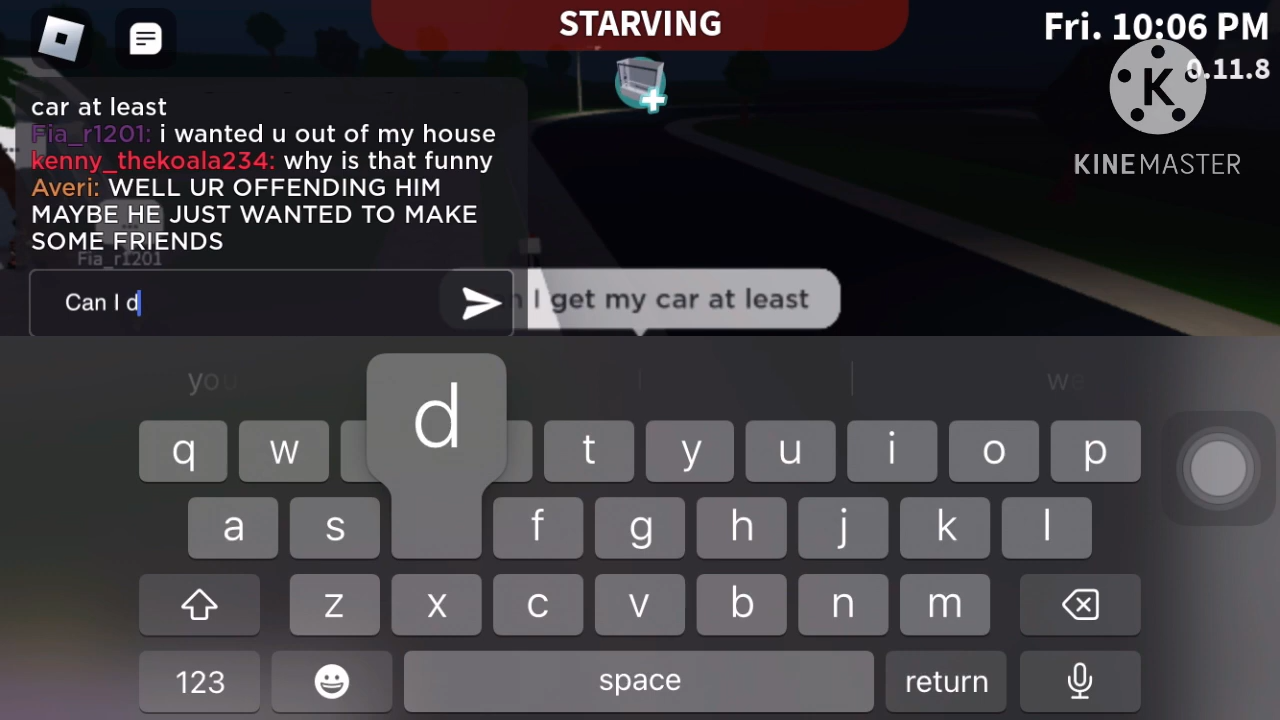 STARVING
Fri. 10:06 PM
0.11.8
K
KINEMASTER
car at least
Fia_r1201: i wanted u out of my house
kenny_thekoala234: why is that funny
Averi: WELL UR OFFENDING HIM
MAYBE HE JUST WANTED TO MAKE
SOME FRIENDS
Fia_r1201
Can I d
I get my car at least
you
we
d
q w t y u i o p
a s f g h j k l
z x c v b n m
123 space return